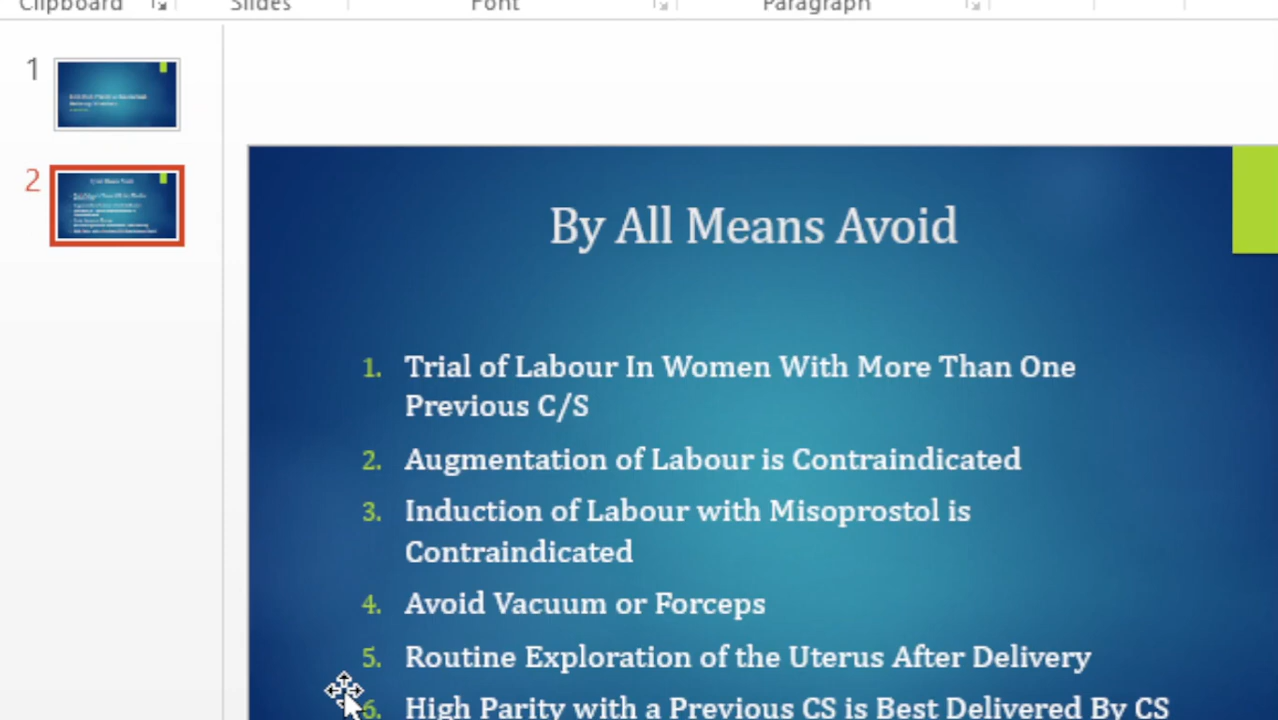 Clipboard Slides Font Paragraph
1
2
By All Means Avoid
1. Trial of Labour In Women With More Than One
Previous C/S
2. Augmentation of Labour is Contraindicated
3. Induction of Labour with Misoprostol is
Contraindicated
4. Avoid Vacuum or Forceps
5. Routine Exploration of the Uterus After Delivery
6. High Parity with a Previous CS is Best Delivered By CS